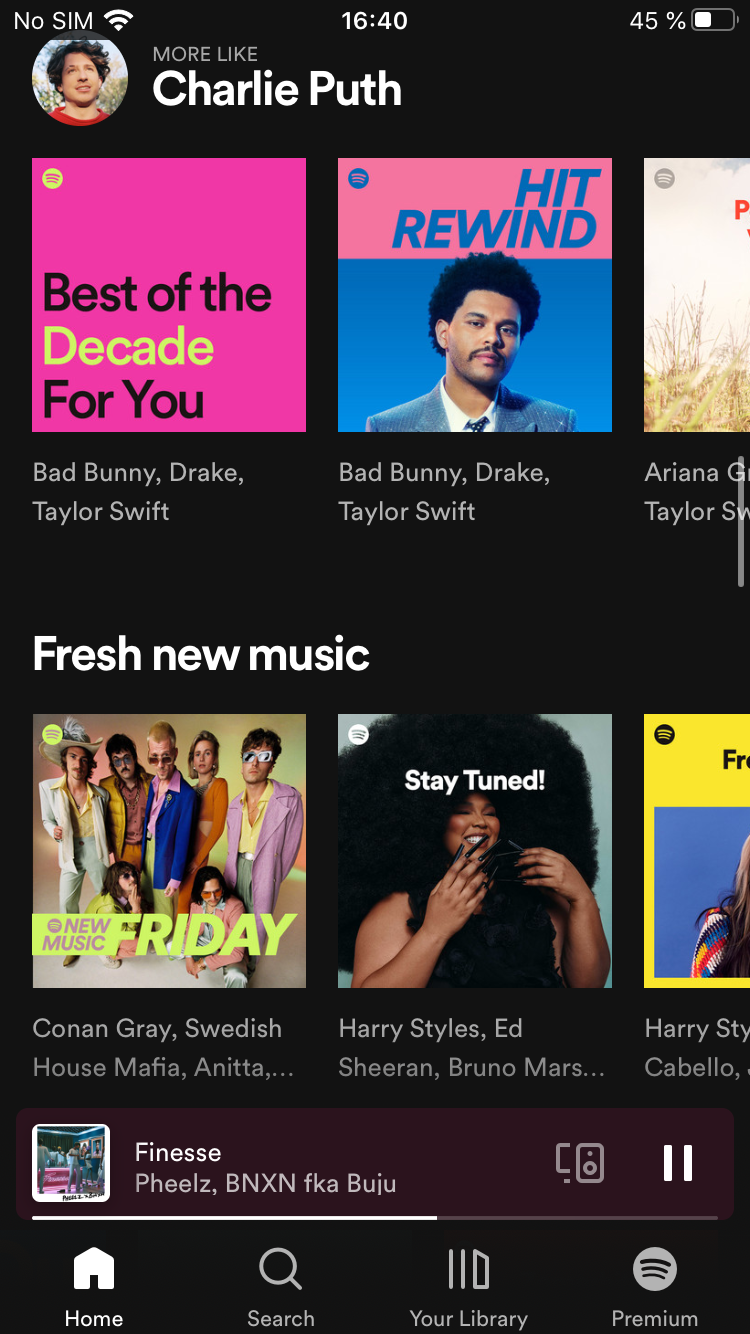 No SIM 16:40 45 %
MORE LIKE
Charlie Puth
Best of the
Decade
For You
HIT
REWIND
Bad Bunny, Drake,
Taylor Swift
Bad Bunny, Drake,
Taylor Swift
Ariana
Taylor
Fresh new music
NEW
MUSIC
FRIDAY
Stay Tuned!
Conan Gray, Swedish
House Mafia, Anitta,...
Harry Styles, Ed
Sheeran, Bruno Mars...
Harry
Cabello,
Finesse
Pheelz, BNXN fka Buju
Home
Search
Your Library
Premium